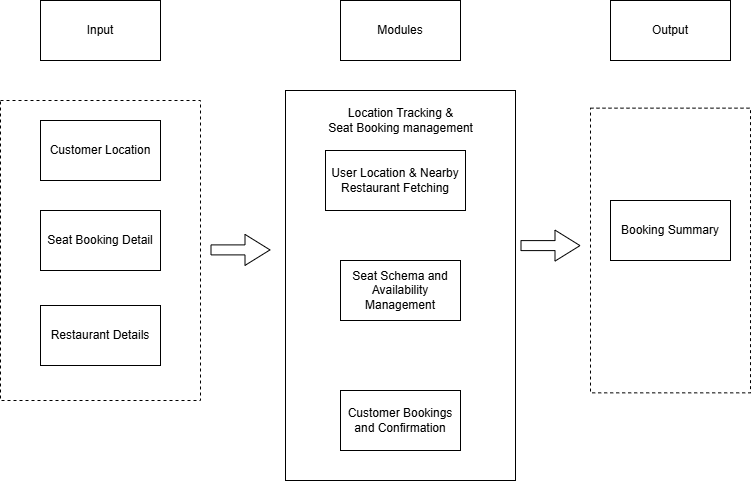 Input
Modules
Output
Location Tracking &
Seat Booking management
Customer Location
User Location & Nearby
Restaurant Fetching
Seat Booking Detail
Booking Summary
Seat Schema and
Availability
Management
Restaurant Details
Customer Bookings
and Confirmation